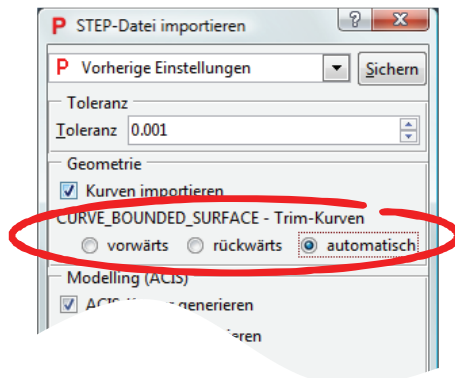 P STEP-Datei importieren
P Vorherige Einstellungen Sichern
Toleranz
Toleranz 0.001
Geometrie
Kurven importieren
CURVE_BOUNDED_SURFACE - Trim-Kurven
vorwärts rückwärts automatisch
Modelling (ACIS)
generieren